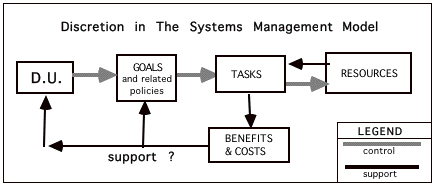 Discretion in The Systems Management Model
D.U.
GOALS
and related
policies
TASKS
RESOURCES
BENEFITS
& COSTS
support ?
LEGEND
control
support